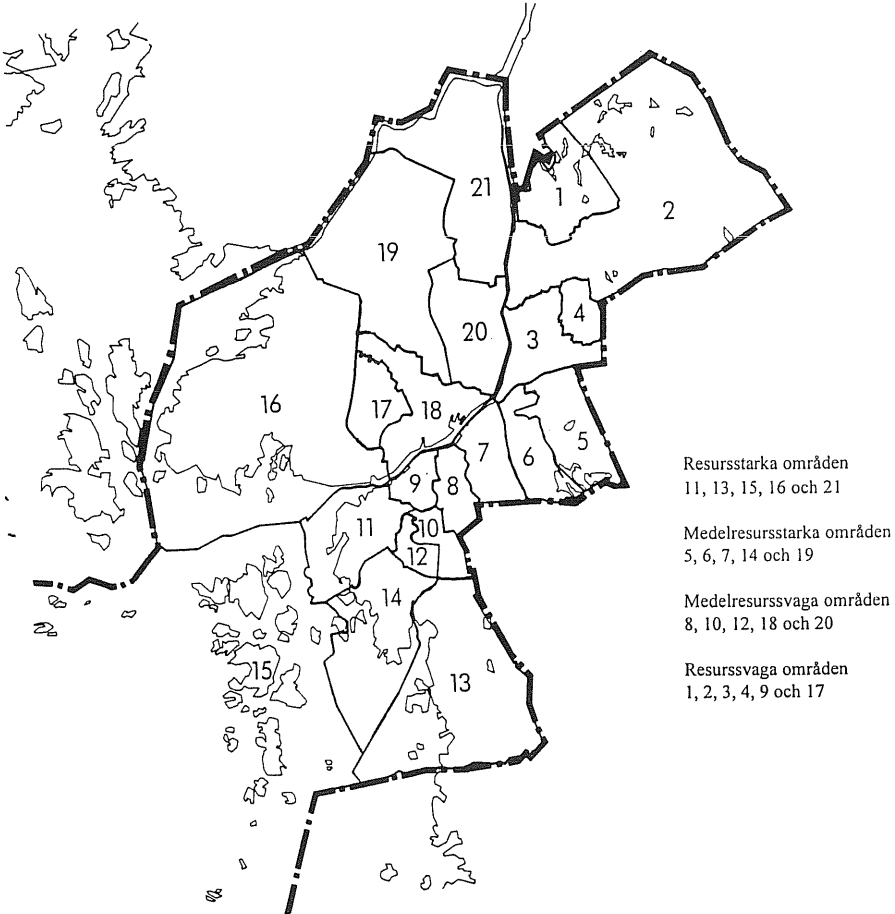 21
1
2
19
4
20
3
16
17
18
7
6
5
9
8
11
10
12
14
15
13
Resursstarka områden
11, 13, 15, 16 och 21
Medelresursstarka områden
5, 6, 7, 14 och 19
Medelresurssvaga områden
8, 10, 12, 18 och 20
Resurssvaga områden
1, 2, 3, 4, 9 och 17